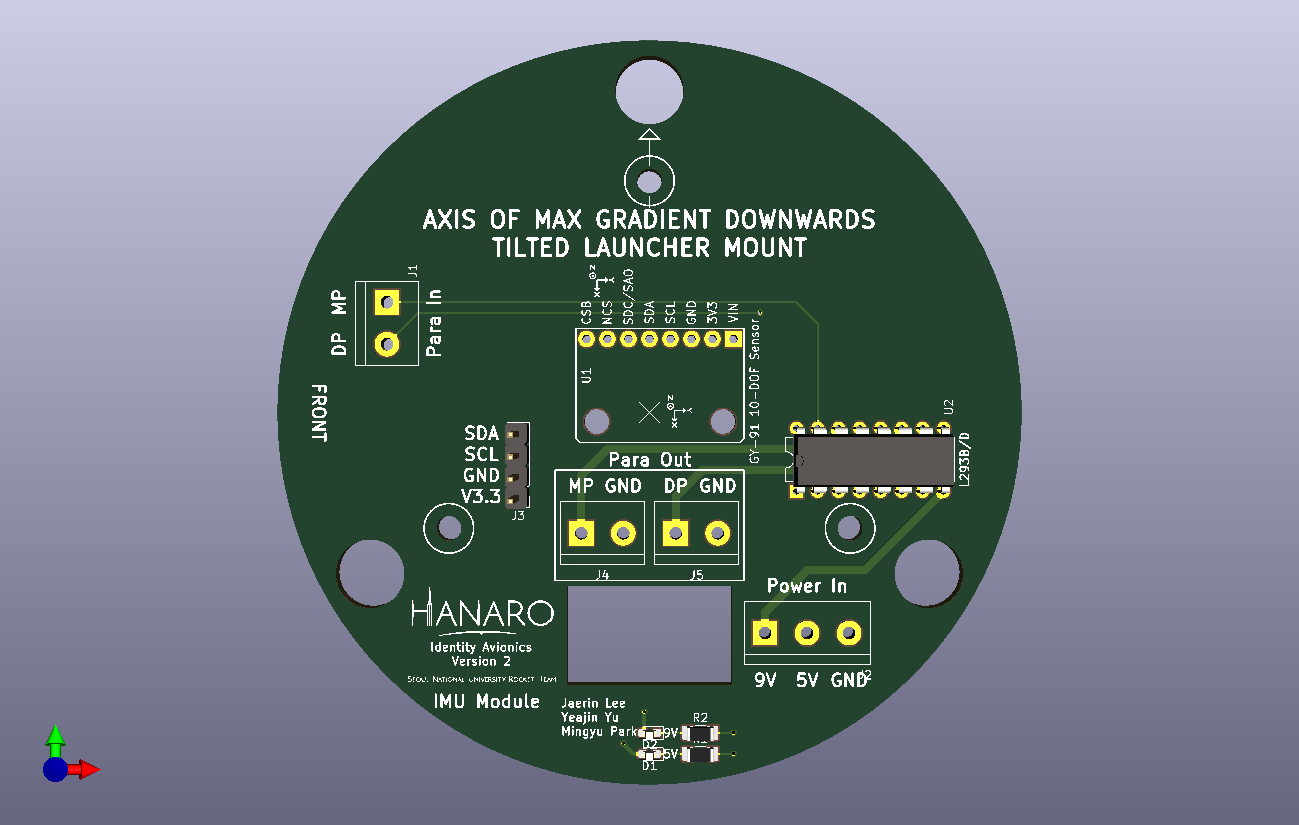 AXIS OF MAX GRADIENT DOWNWARDS
TILTED LAUNCHER MOUNT
J1
MP
DP
Para In
FRONT
CSB
NCS
SDC/SAO
SDA
SCL
GND
3V3
VIN
Z
Y
X
U1
GY-91 10-DOF Sensor
Z
Y
X
U2
L293B/D
SDA
SCL
GND
V3.3
J3
Para Out
MP GND
DP GND
J4
J5
Power In
9V 5V GND
HANARO
Identity Avionics
Version 2
SEOUL NATIONAL UNIVERSITY ROCKET TEAM
IMU Module
Jaerin Lee
Yeajin Yu
Mingyu Park
9V
R2
D2
5V
D1